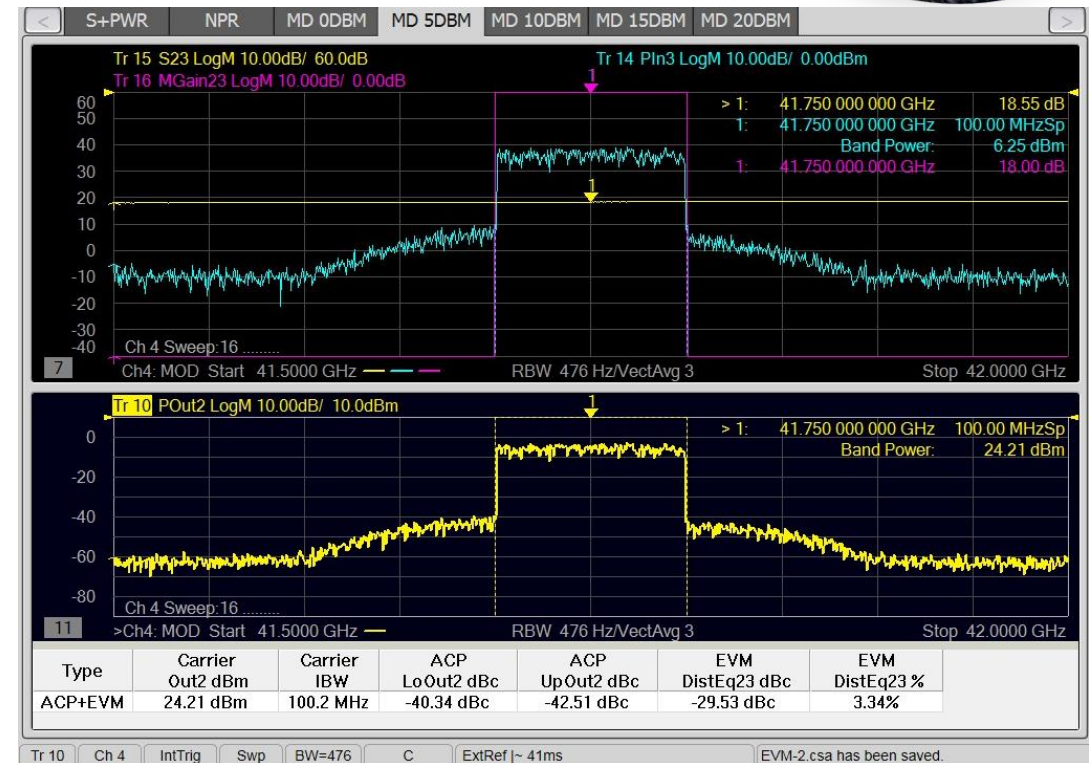 < S+PWR NPR MD 0DBM MD 5DBM MD 10DBM MD 15DBM MD 20DBM >
Tr 15 S23 LogM 10.00dB/ 60.0dB Tr 14 PIn3 LogM 10.00dB/ 0.00dBm
Tr 16 MGain23 LogM 10.00dB/ 0.00dB 1
60 > 1: 41.750 000 000 GHz 18.55 dB
50 1: 41.750 000 000 GHz 100.00 MHzSp
40 Band Power: 6.25 dBm
30 1: 41.750 000 000 GHz 18.00 dB
20 1
10
0
-10
-20
-30
-40 Ch 4 Sweep:16 .........
7 Ch4: MOD Start 41.5000 GHz RBW 476 Hz/VectAvg 3 Stop 42.0000 GHz
Tr 10 POut2 LogM 10.00dB/ 10.0dBm 1
0 > 1: 41.750 000 000 GHz 100.00 MHzSp
Band Power: 24.21 dBm
-20
-40
-60
-80
Ch 4 Sweep:16 .........
11 >Ch4: MOD Start 41.5000 GHz RBW 476 Hz/VectAvg 3 Stop 42.0000 GHz
Type Carrier Carrier ACP ACP EVM EVM
Out2 dBm IBW LoOut2 dBc UpOut2 dBc DistEq23 dBc DistEq23 %
ACP+EVM 24.21 dBm 100.2 MHz -40.34 dBc -42.51 dBc -29.53 dBc 3.34%
Tr 10 Ch 4 IntTrig Swp BW=476 C ExtRef |~ 41ms EVM-2.csa has been saved.